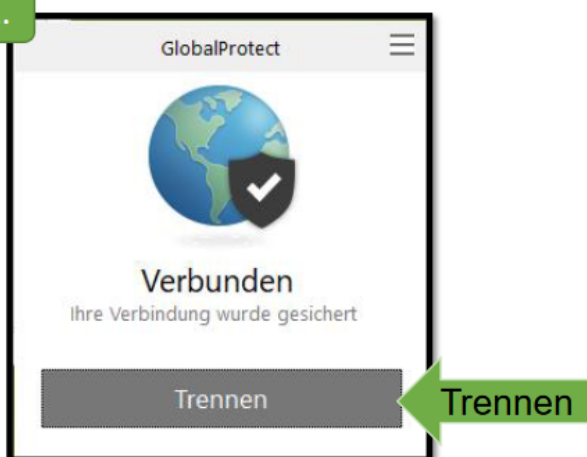 .
GlobalProtect
Verbunden
Ihre Verbindung wurde gesichert
Trennen
Trennen